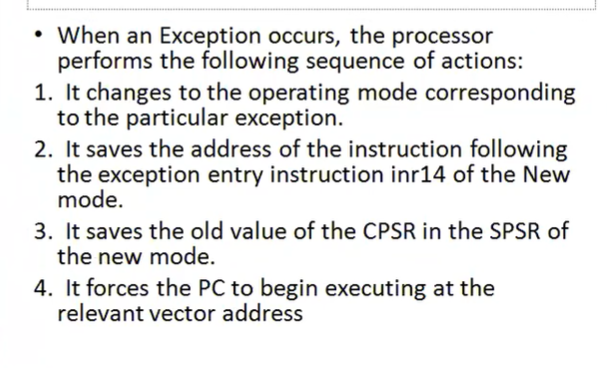 • When an Exception occurs, the processor
performs the following sequence of actions:
1. It changes to the operating mode corresponding
to the particular exception.
2. It saves the address of the instruction following
the exception entry instruction inr14 of the New
mode.
3. It saves the old value of the CPSR in the SPSR of
the new mode.
4. It forces the PC to begin executing at the
relevant vector address